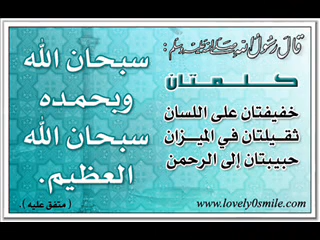 قال رسول الله صلى الله عليه وسلم :
كلمتان
خفيفتان على اللسان
ثقيلتان في الميزان
حبيبتان إلى الرحمن
سبحان الله
وبحمده
سبحان الله
العظيم.
( متفق عليه ).
www.lovely0smile.com